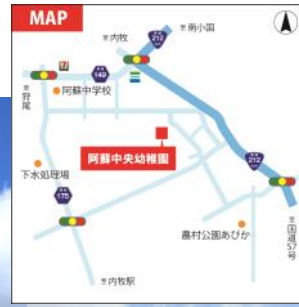 MAP
至南小国
至内牧
212
149
至狩尾
阿蘇中学校
阿蘇中央幼稚園
下水処理場
175
212
農村公園あぴか
至国道57号
至内牧駅